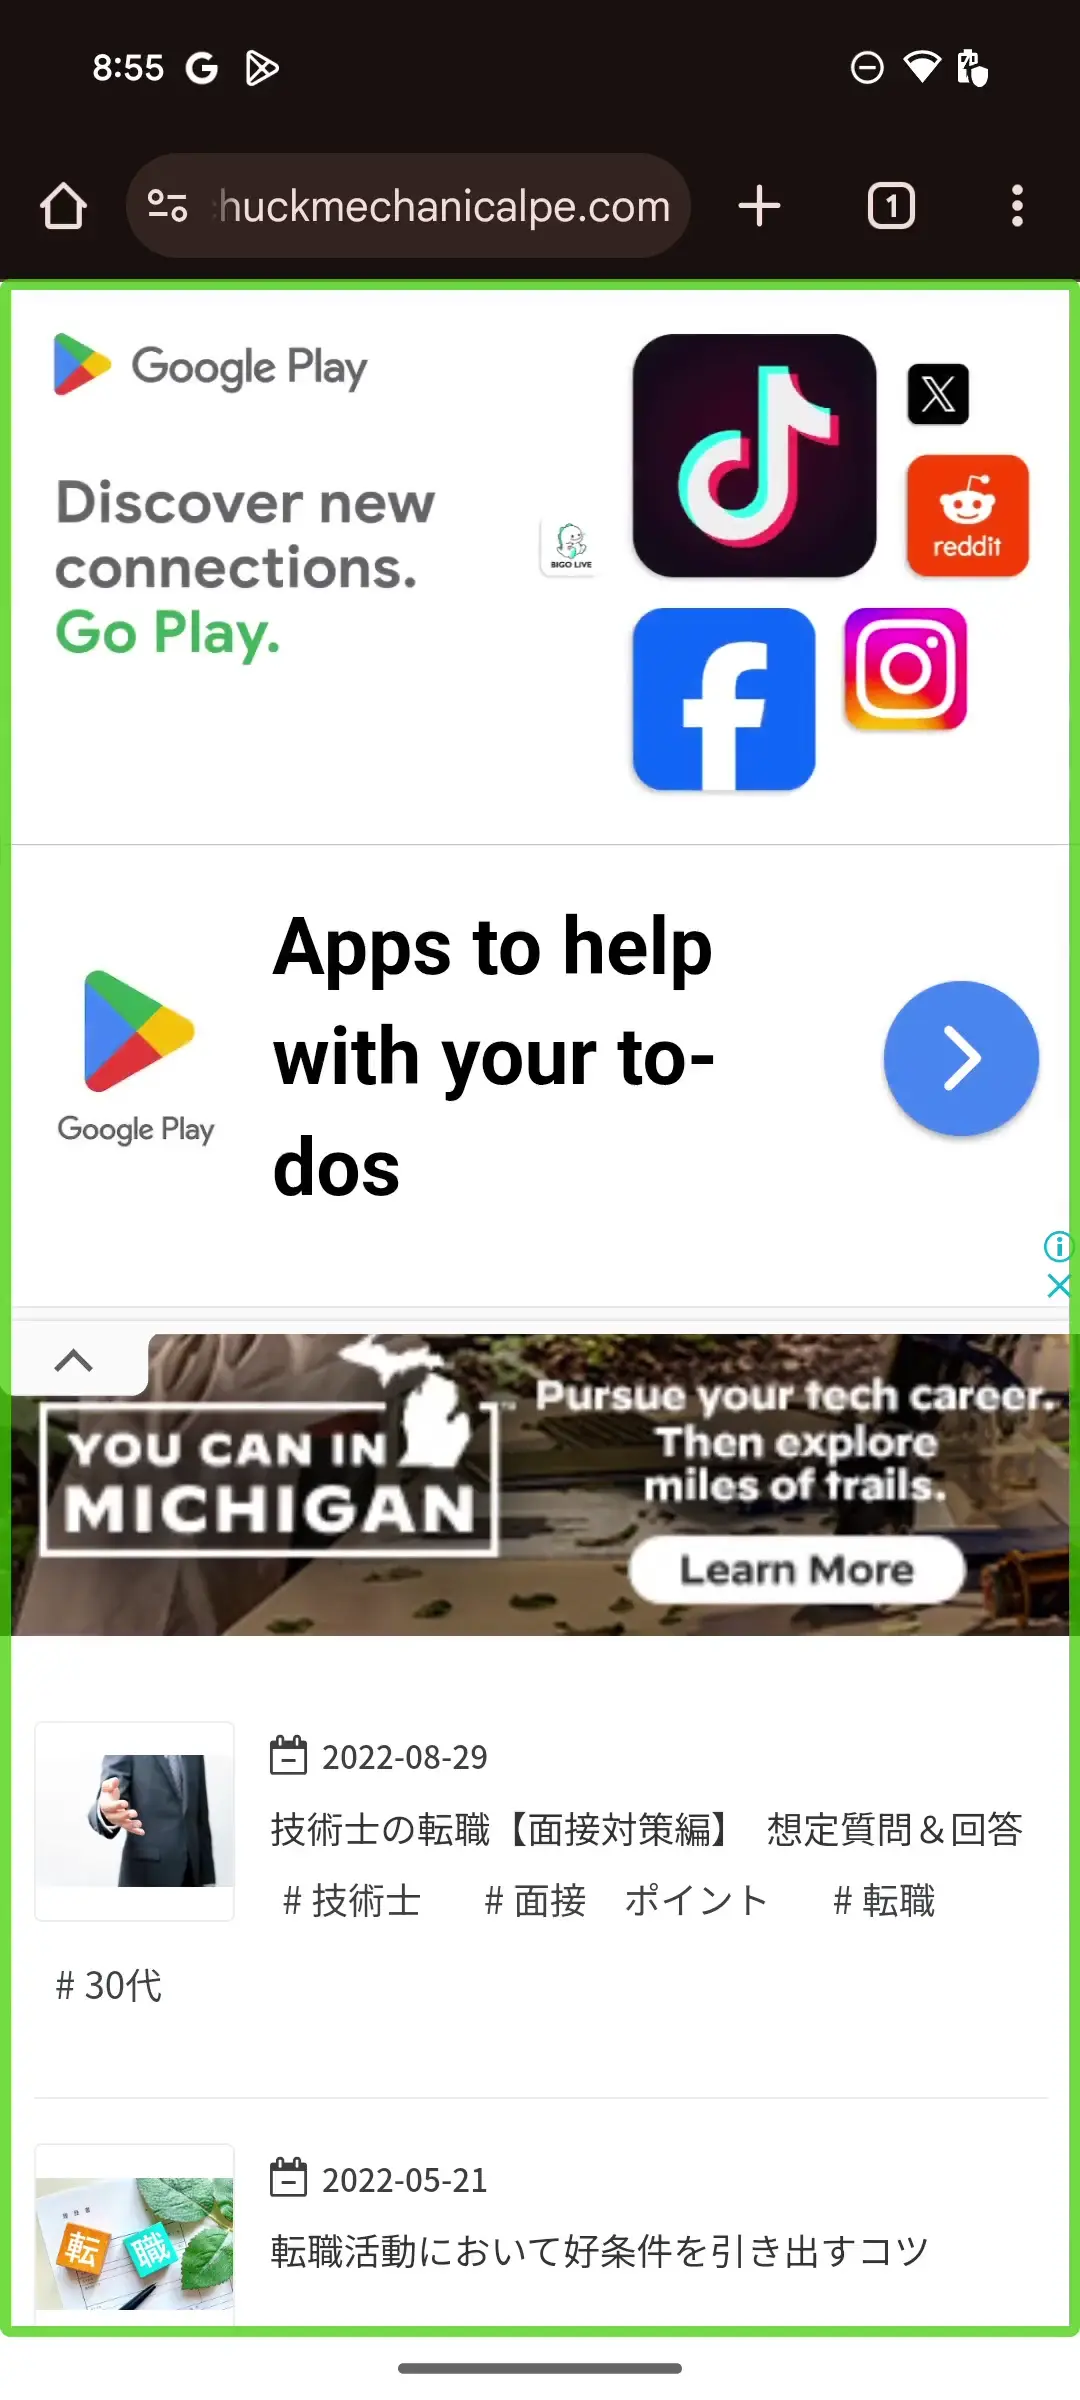 8:55
huckmechanicalpe.com
1
Google Play
Discover new
connections.
Go Play.
BIGO LIVE
reddit
Apps to help
with your to-
dos
Google Play
YOU CAN IN
MICHIGAN
Pursue your tech career.
Then explore
miles of trails.
Learn More
2022-08-29
技術士の転職【面接対策編】 想定質問＆回答
# 技術士 # 面接 ポイント # 転職
# 30代
2022-05-21
転職活動において好条件を引き出すコツ
転 職